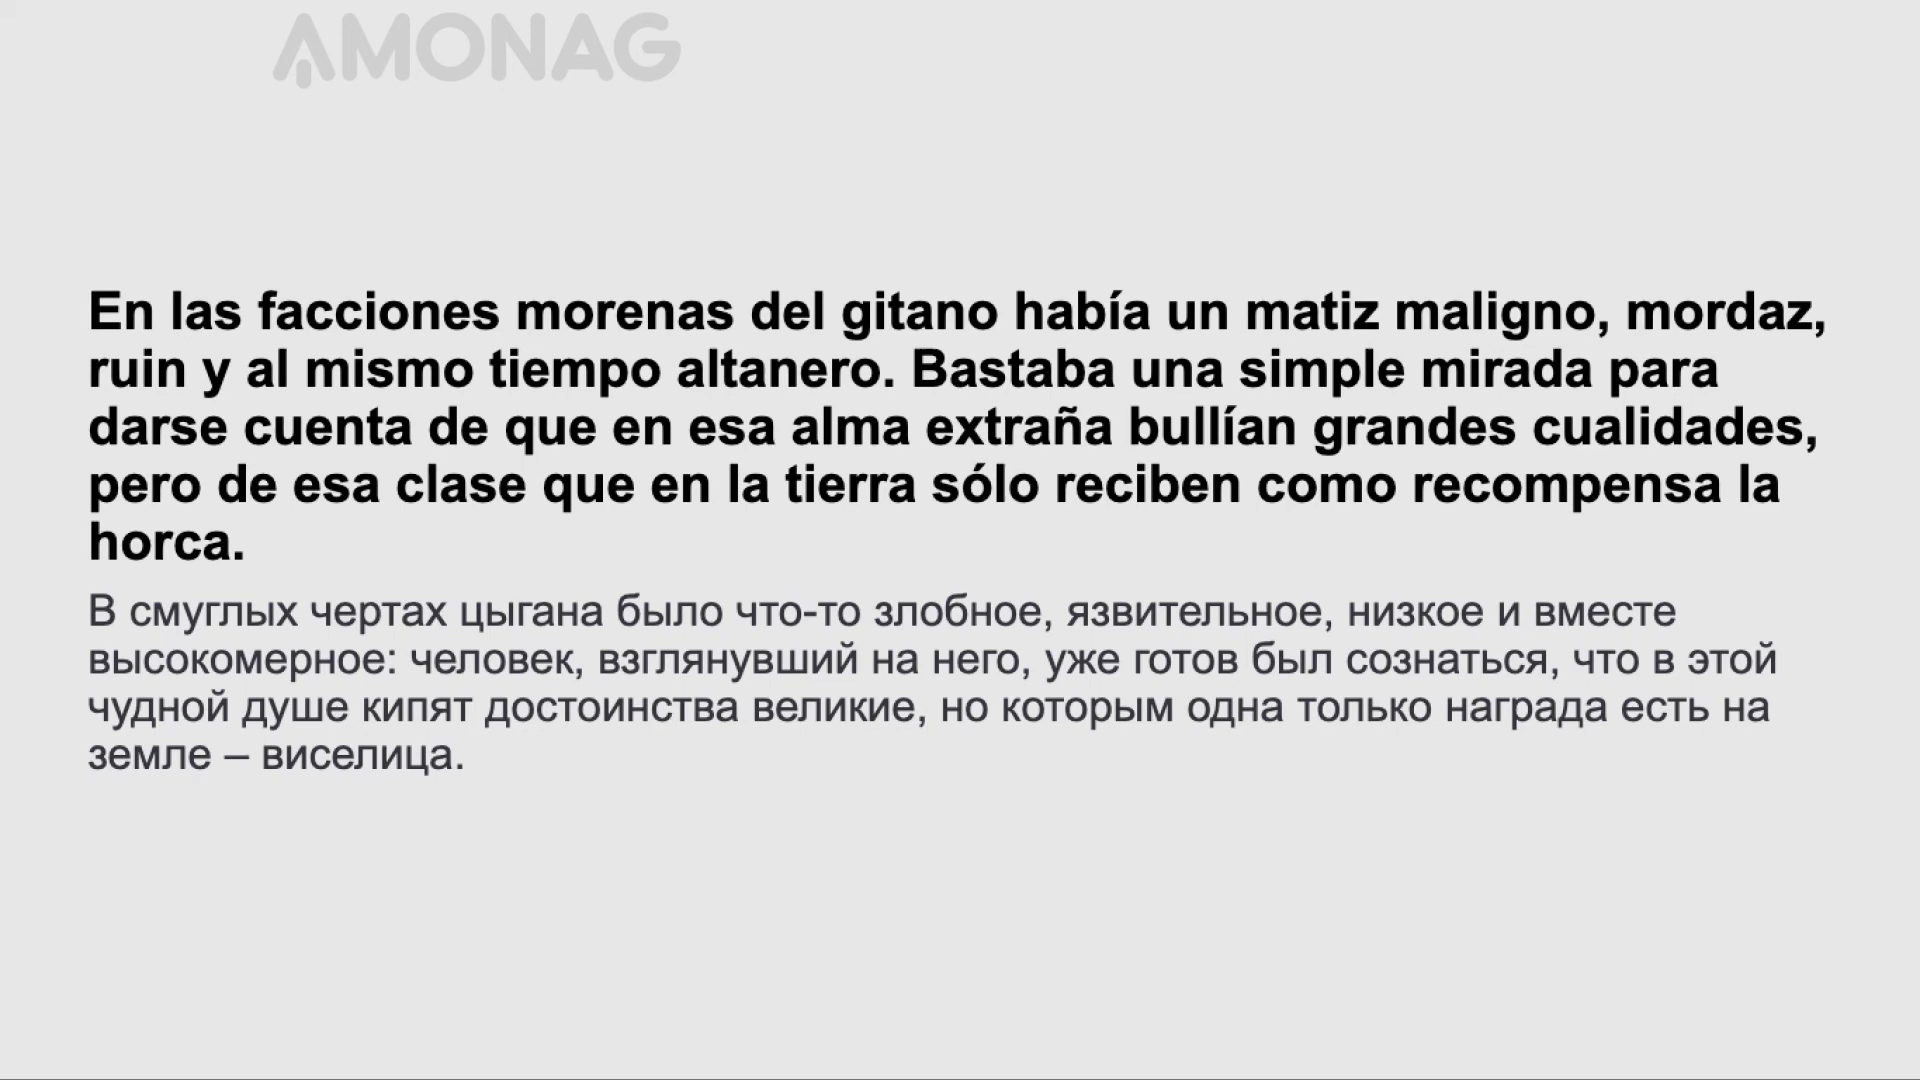 AMONAG
En las facciones morenas del gitano había un matiz maligno, mordaz,
ruin y al mismo tiempo altanero. Bastaba una simple mirada para
darse cuenta de que en esa alma extraña bullían grandes cualidades,
pero de esa clase que en la tierra sólo reciben como recompensa la
horca.
В смуглых чертах цыгана было что-то злобное, язвительное, низкое и вместе
высокомерное: человек, взглянувший на него, уже готов был сознаться, что в этой
чудной душе кипят достоинства великие, но которым одна только награда есть на
земле – виселица.